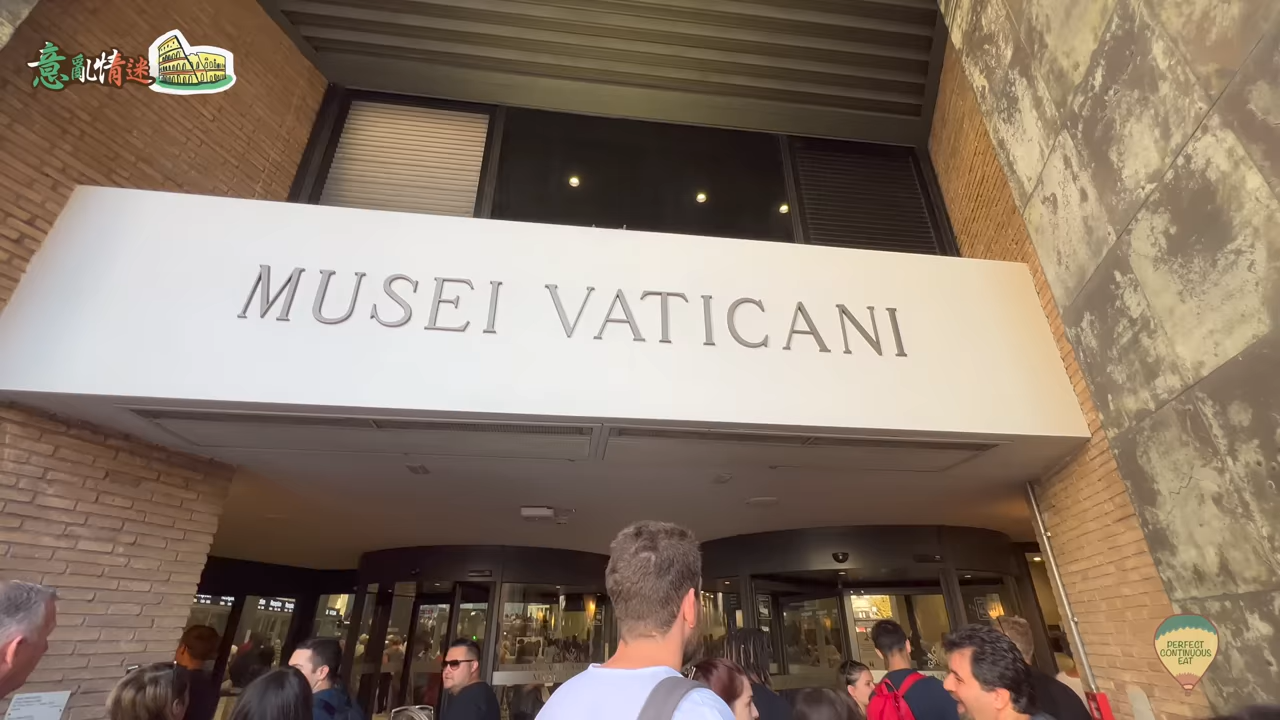 意亂情迷
MUSEI VATICANI
PERFECT
CONTINUOUS
EAT